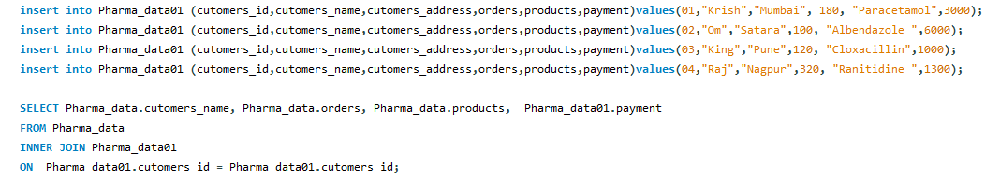 insert into Pharma_data01 (cutomers_id,cutomers_name,cutomers_address,orders,products,payment)values(01,"Krish","Mumbai", 180, "Paracetamol",3000);
insert into Pharma_data01 (cutomers_id,cutomers_name,cutomers_address,orders,products,payment)values(02,"Om","Satara",100, "Albendazole ",6000);
insert into Pharma_data01 (cutomers_id,cutomers_name,cutomers_address,orders,products,payment)values(03,"King","Pune",120, "Cloxacillin",1000);
insert into Pharma_data01 (cutomers_id,cutomers_name,cutomers_address,orders,products,payment)values(04,"Raj","Nagpur",320, "Ranitidine ",1300);
SELECT Pharma_data.cutomers_name, Pharma_data.orders, Pharma_data.products,  Pharma_data01.payment
FROM Pharma_data
INNER JOIN Pharma_data01
ON  Pharma_data01.cutomers_id = Pharma_data01.cutomers_id;